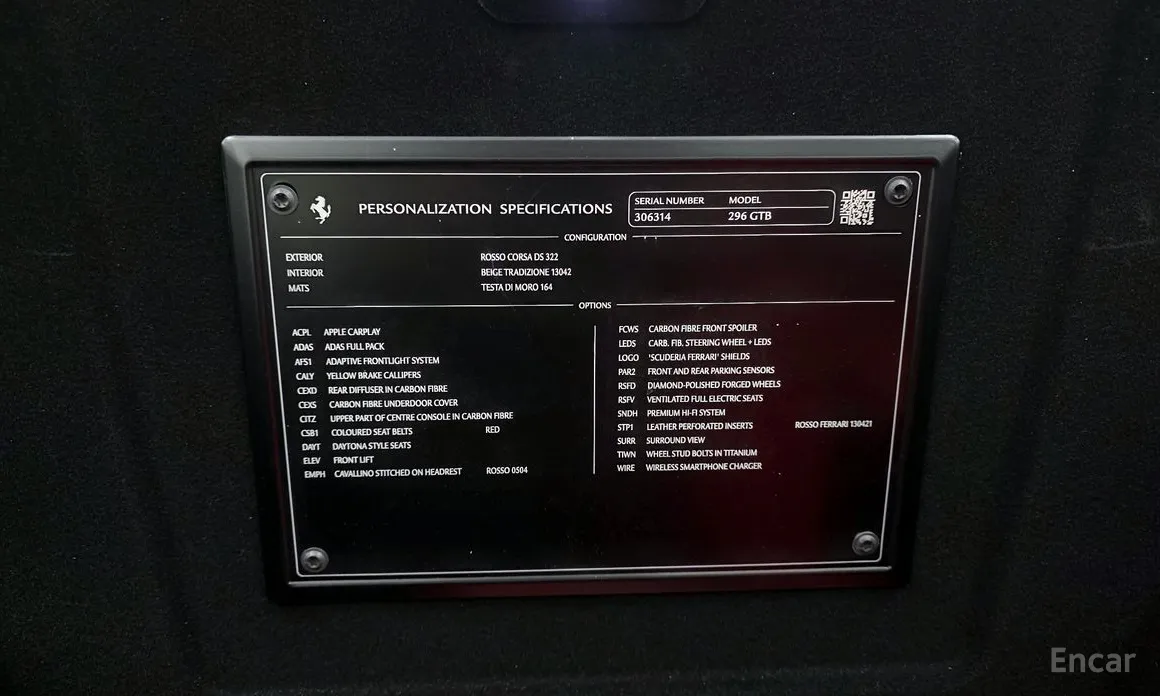 PERSONALIZATION SPECIFICATIONS
SERIAL NUMBER MODEL
306314 296 GTB
CONFIGURATION
EXTERIOR ROSSO CORSA DS 322
INTERIOR BEIGE TRADIZIONE 13042
MATS TESTA DI MORO 164
OPTIONS
ACPL APPLE CARPLAY
ADAS ADAS FULL PACK
AFS1 ADAPTIVE FRONTLIGHT SYSTEM
CALY YELLOW BRAKE CALLIPERS
CEXD REAR DIFFUSER IN CARBON FIBRE
CEXS CARBON FIBRE UNDERDOOR COVER
CITZ UPPER PART OF CENTRE CONSOLE IN CARBON FIBRE
CSB1 COLOURED SEAT BELTS RED
DAYT DAYTONA STYLE SEATS
ELEV FRONT LIFT
EMPH CAVALLINO STITCHED ON HEADREST ROSSO 0504
FCWS CARBON FIBRE FRONT SPOILER
LEDS CARB. FIB. STEERING WHEEL + LEDS
LOGO 'SCUDERIA FERRARI' SHIELDS
PAR2 FRONT AND REAR PARKING SENSORS
RSFD DIAMOND-POLISHED FORGED WHEELS
RSFV VENTILATED FULL ELECTRIC SEATS
SNDH PREMIUM HI-FI SYSTEM
STP1 LEATHER PERFORATED INSERTS ROSSO FERRARI 130421
SURR SURROUND VIEW
TIWN WHEEL STUD BOLTS IN TITANIUM
WIRE WIRELESS SMARTPHONE CHARGER
Encar